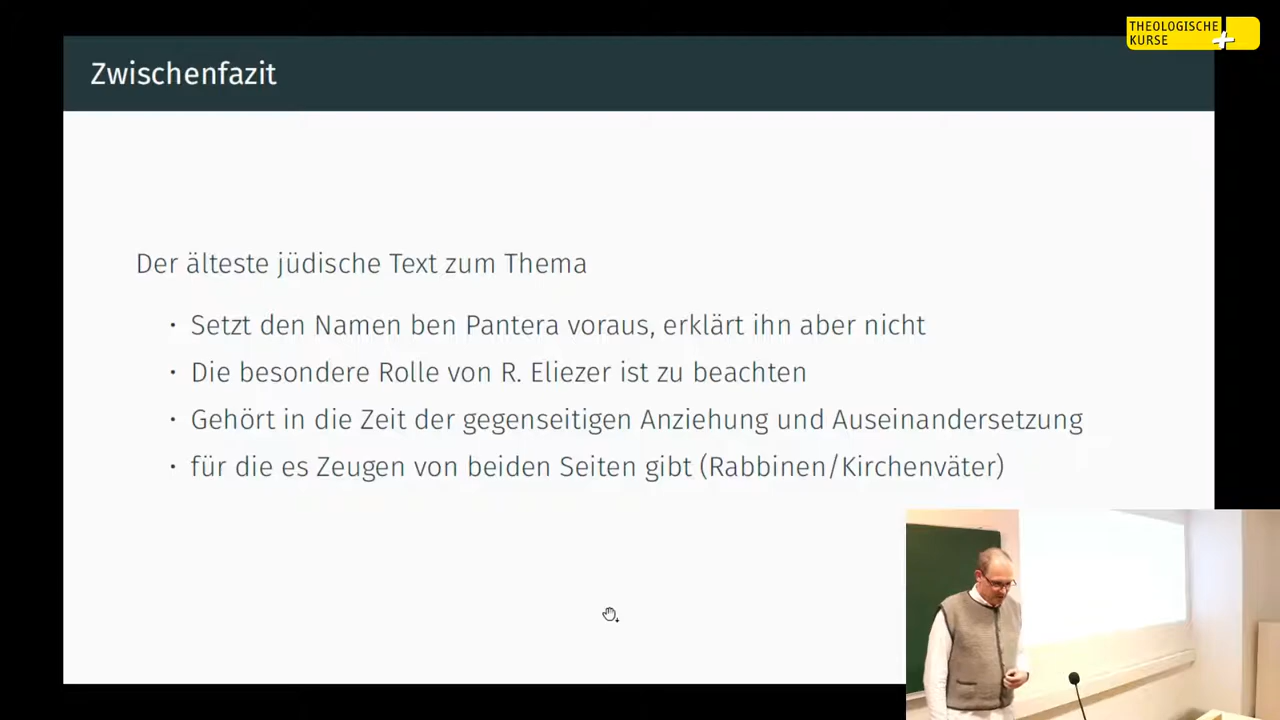 THEOLOGISCHE
KURSE
Zwischenfazit
Der älteste jüdische Text zum Thema
· Setzt den Namen ben Pantera voraus, erklärt ihn aber nicht
· Die besondere Rolle von R. Eliezer ist zu beachten
· Gehört in die Zeit der gegenseitigen Anziehung und Auseinandersetzung
· für die es Zeugen von beiden Seiten gibt (Rabbinen/Kirchenväter)